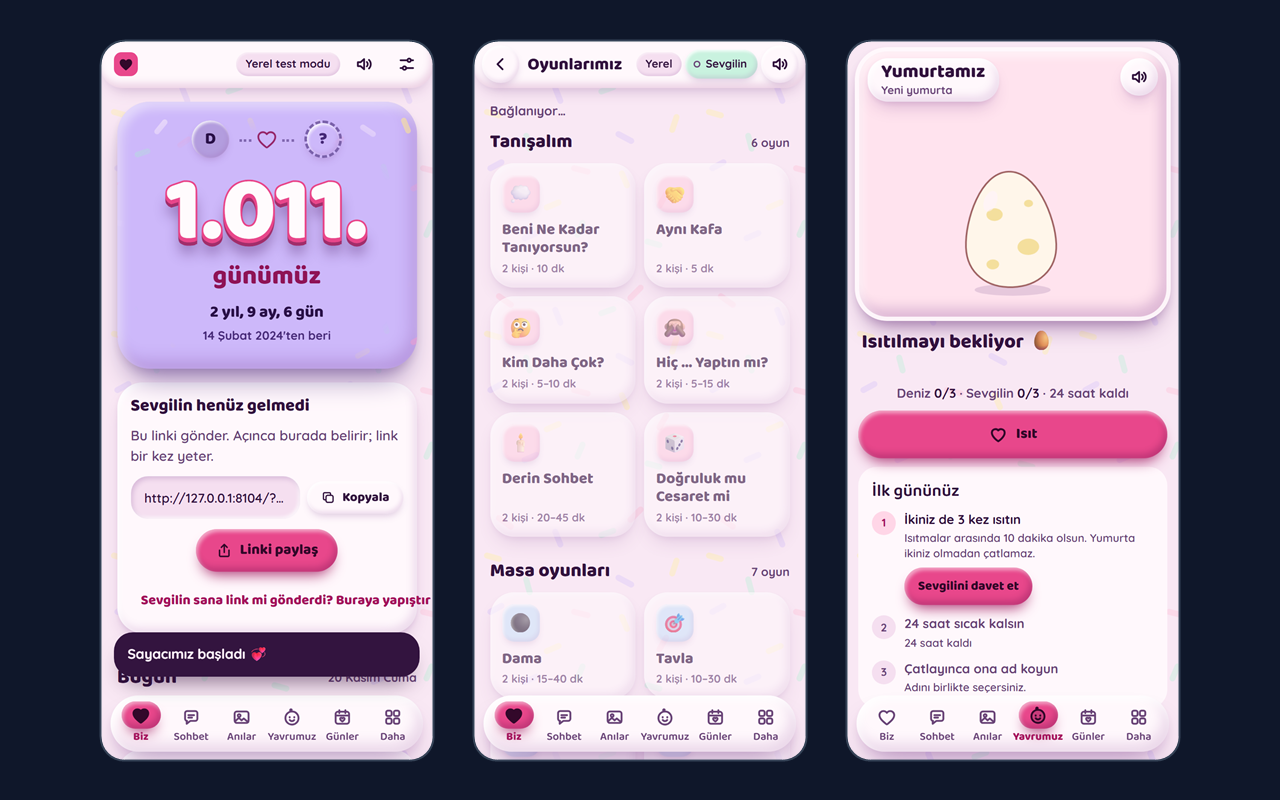 Yerel test modu
D
?
1.011.
günümüz
2 yıl, 9 ay, 6 gün
14 Şubat 2024'ten beri
Sevgilin henüz gelmedi
Bu linki gönder. Açınca burada belirir; link
bir kez yeter.
http://127.0.0.1:8104/?...
Kopyala
Linki paylaş
Sevgilin sana link mi gönderdi? Buraya yapıştır
Sayacımız başladı
Bugün
20 Kasım Cuma
Biz
Sohbet
Anılar
Yavrumuz
Günler
Daha
Oyunlarımız
Yerel
Sevgilin
Bağlanıyor...
Tanışalım
6 oyun
Beni Ne Kadar
Tanıyorsun?
2 kişi · 10 dk
Aynı Kafa
2 kişi · 5 dk
Kim Daha Çok?
2 kişi · 5–10 dk
Hiç ... Yaptın mı?
2 kişi · 5–15 dk
Derin Sohbet
2 kişi · 20–45 dk
Doğruluk mu
Cesaret mi
2 kişi · 10–30 dk
Masa oyunları
7 oyun
Dama
2 kişi · 15–40 dk
Tavla
2 kişi · 10–30 dk
Biz
Sohbet
Anılar
Yavrumuz
Günler
Daha
Yumurtamız
Yeni yumurta
Isıtılmayı bekliyor
Deniz 0/3 · Sevgilin 0/3 · 24 saat kaldı
Isıt
İlk gününüz
1
İkiniz de 3 kez ısıtın
Isıtmalar arasında 10 dakika olsun. Yumurta
ikiniz olmadan çatlamaz.
Sevgilini davet et
2
24 saat sıcak kalsın
24 saat kaldı
3
Çatlayınca ona ad koyun
Adını birlikte seçersiniz.
Biz
Sohbet
Anılar
Yavrumuz
Günler
Daha